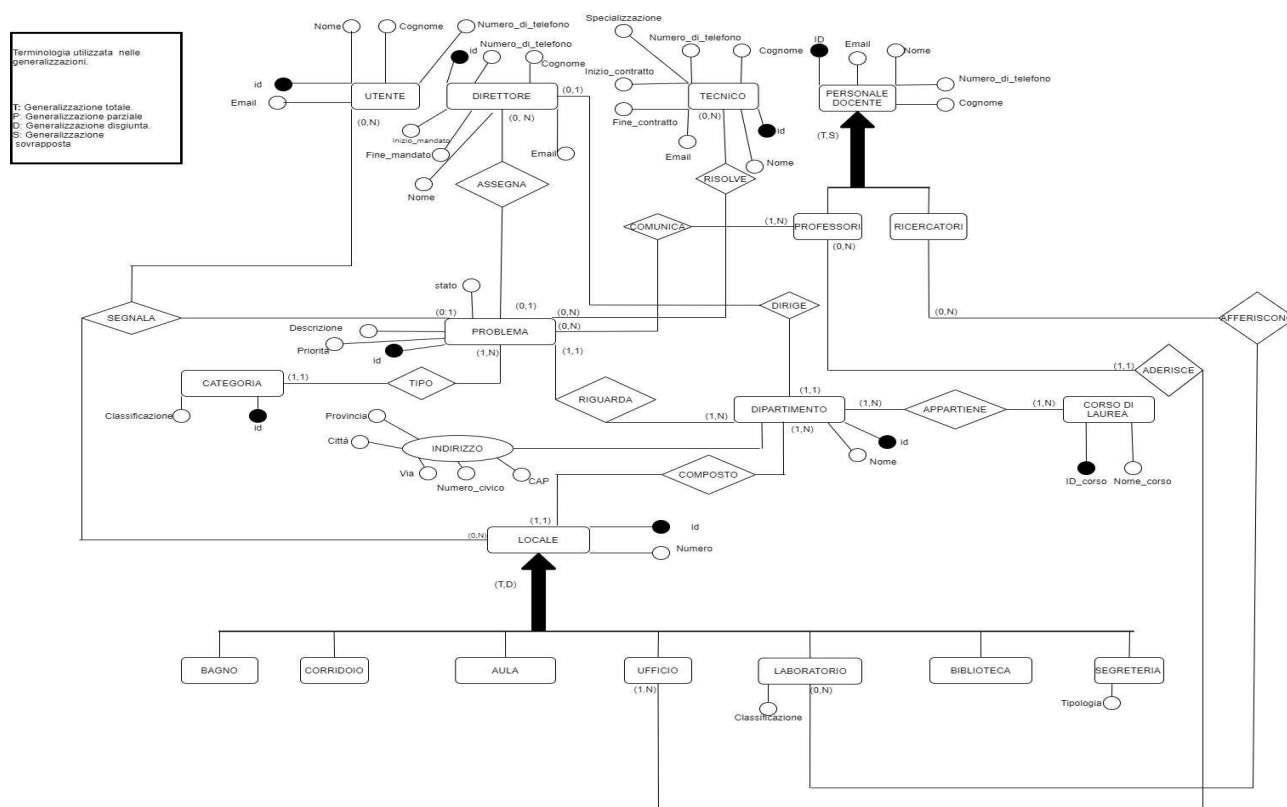 Terminologia utilizzata nelle
generalizzazioni.
T: Generalizzazione totale.
P: Generalizzazione parziale
D: Generalizzazione disgiunta.
S: Generalizzazione
sovrapposta
Nome
Cognome
Numero_di_telefono
id
Email
UTENTE
(0,N)
id
Numero_di_telefono
Cognome
DIRETTORE
(0,1)
(0, N)
Inizio_mandato
Fine_mandato
Nome
Email
Specializzazione
Numero_di_telefono
Cognome
Inizio_contratto
TECNICO
Fine_contratto
(0,N)
id
Email
Nome
ID
Email
Nome
Numero_di_telefono
PERSONALE
DOCENTE
Cognome
(T,S)
ASSEGNA
RISOLVE
COMUNICA
(1,N)
PROFESSORI
RICERCATORI
(0,N)
stato
DIRIGE
SEGNALA
(0:1)
(0,1)
(0,N)
(0,N)
AFFERISCONO
PROBLEMA
(0,N)
Descrizione
Priorità
id
(1,N)
(1,1)
CATEGORIA
(1,1)
TIPO
Classificazione
id
RIGUARDA
(1,1)
ADERISCE
(1,1)
DIPARTIMENTO
(1,N)
(1,N)
(1,N)
APPARTIENE
(1,N)
CORSO DI
LAUREA
id
Nome
ID_corso
Nome_corso
Provincia
Cittá
INDIRIZZO
Via
Numero_civico
CAP
COMPOSTO
(1,1)
(0,N)
LOCALE
id
Numero
(T,D)
BAGNO
CORRIDOIO
AULA
UFFICIO
LABORATORIO
BIBLIOTECA
SEGRETERIA
(1.N)
(0,N)
Classificazione
Tipologia